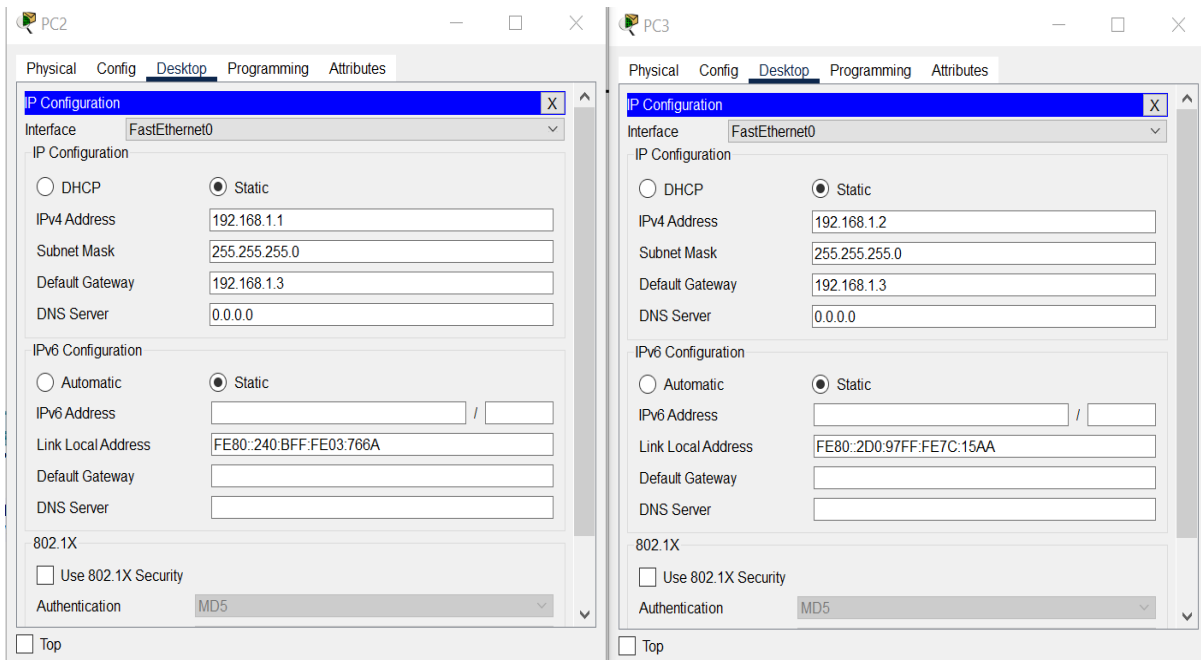 PC2
Physical Config Desktop Programming Attributes
IP Configuration X
Interface FastEthernet0
IP Configuration
DHCP Static
IPv4 Address 192.168.1.1
Subnet Mask 255.255.255.0
Default Gateway 192.168.1.3
DNS Server 0.0.0.0
IPv6 Configuration
Automatic Static
IPv6 Address /
Link Local Address FE80::240:BFF:FE03:766A
Default Gateway
DNS Server
802.1X
Use 802.1X Security
Authentication MD5
Top
PC3
Physical Config Desktop Programming Attributes
IP Configuration X
Interface FastEthernet0
IP Configuration
DHCP Static
IPv4 Address 192.168.1.2
Subnet Mask 255.255.255.0
Default Gateway 192.168.1.3
DNS Server 0.0.0.0
IPv6 Configuration
Automatic Static
IPv6 Address /
Link Local Address FE80::2D0:97FF:FE7C:15AA
Default Gateway
DNS Server
802.1X
Use 802.1X Security
Authentication MD5
Top